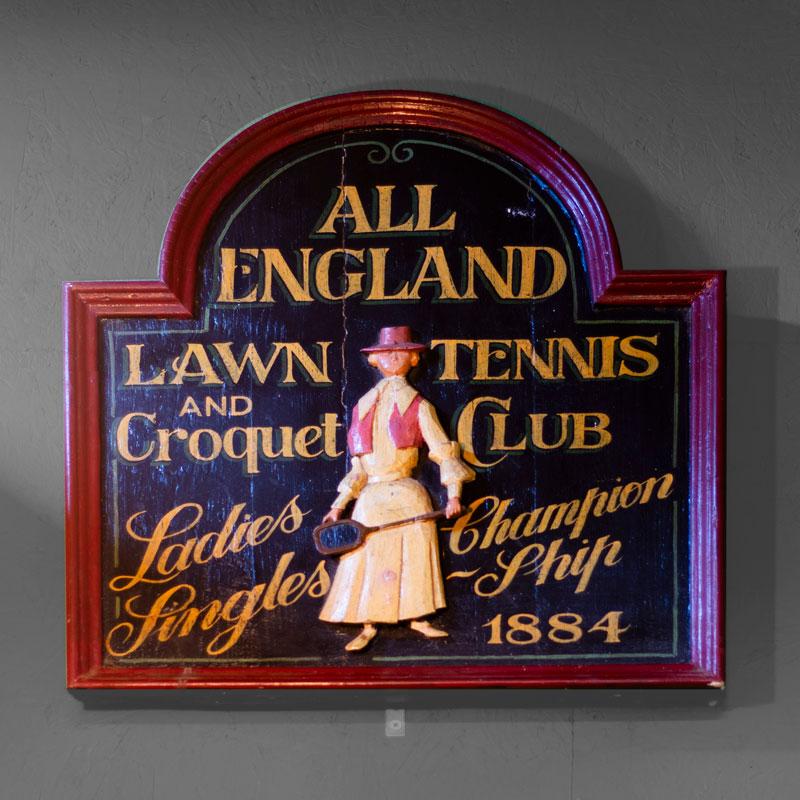 ALL
ENGLAND
LAWN TENNIS
AND
Croquet CLUB
Ladies Champion
Singles ~Ship
1884